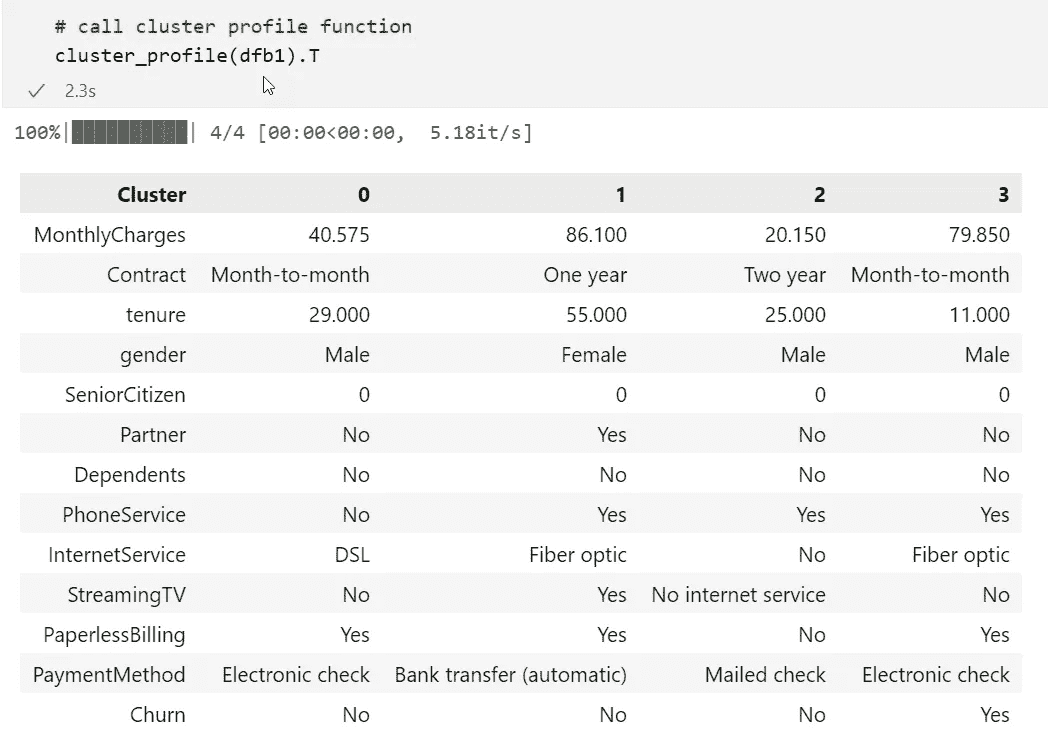 # call cluster profile function
cluster_profile(dfb1).T
2.3s
100%| | 4/4 [00:00<00:00, 5.18it/s]
Cluster 0 1 2 3
MonthlyCharges 40.575 86.100 20.150 79.850
Contract Month-to-month One year Two year Month-to-month
tenure 29.000 55.000 25.000 11.000
gender Male Female Male Male
SeniorCitizen 0 0 0 0
Partner No Yes No No
Dependents No No No No
PhoneService No Yes Yes Yes
InternetService DSL Fiber optic No Fiber optic
StreamingTV No Yes No internet service No
PaperlessBilling Yes Yes No Yes
PaymentMethod Electronic check Bank transfer (automatic) Mailed check Electronic check
Churn No No No Yes